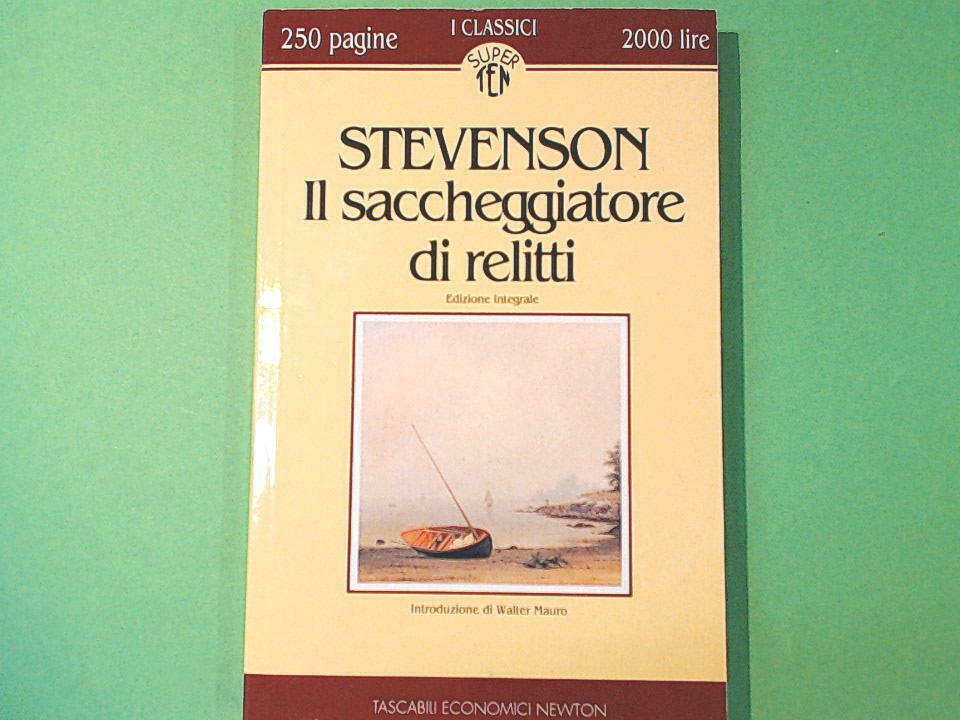 250 pagine
I CLASSICI
2000 lire
SUPER
TEN
STEVENSON
Il saccheggiatore
di relitti
Edizione integrale
Introduzione di Walter Mauro
TASCABILI ECONOMICI NEWTON